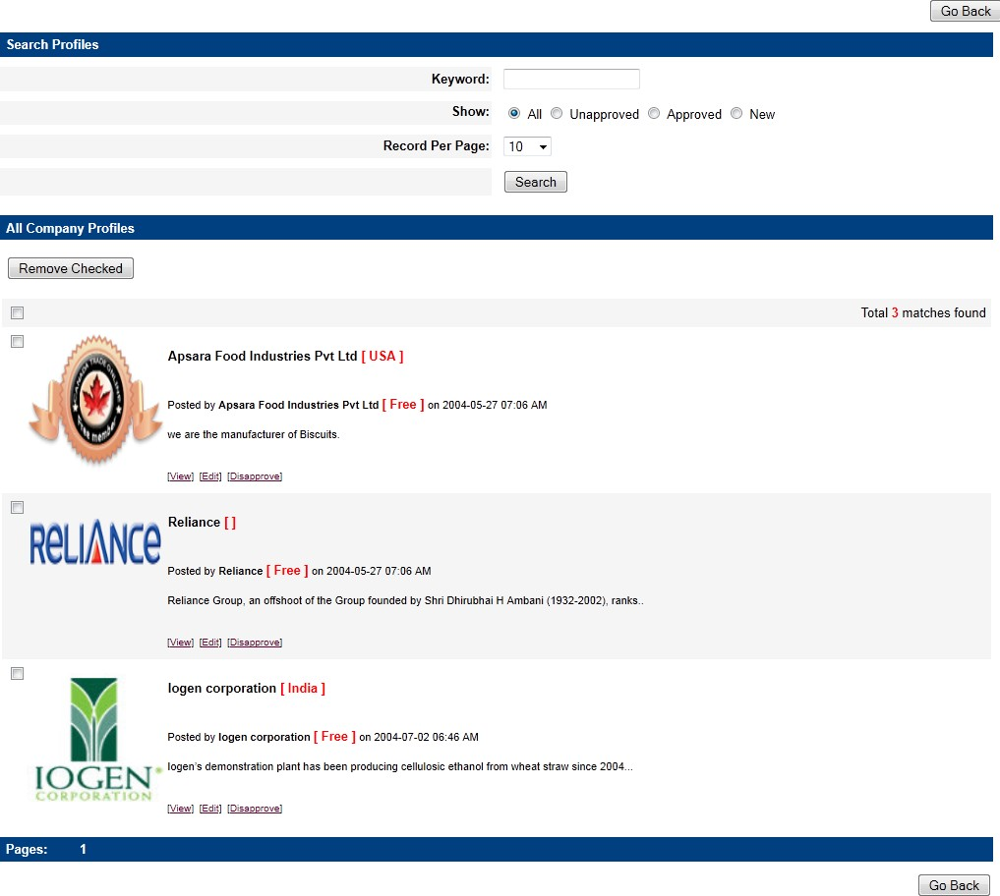 Go Back
Search Profiles
Keyword:
Show: All Unapproved Approved New
Record Per Page: 10
Search
All Company Profiles
Remove Checked
Total 3 matches found
CANADA TRADE ONLINE
Free member
Apsara Food Industries Pvt Ltd [ USA ]
Posted by Apsara Food Industries Pvt Ltd [ Free ] on 2004-05-27 07:06 AM
we are the manufacturer of Biscuits.
[View] [Edit] [Disapprove]
RELIANCE
Reliance [ ]
Posted by Reliance [ Free ] on 2004-05-27 07:06 AM
Reliance Group, an offshoot of the Group founded by Shri Dhirubhai H Ambani (1932-2002), ranks..
[View] [Edit] [Disapprove]
IOGEN®
CORPORATION
Iogen corporation [ India ]
Posted by Iogen corporation [ Free ] on 2004-07-02 06:46 AM
Iogen's demonstration plant has been producing cellulosic ethanol from wheat straw since 2004...
[View] [Edit] [Disapprove]
Pages: 1
Go Back